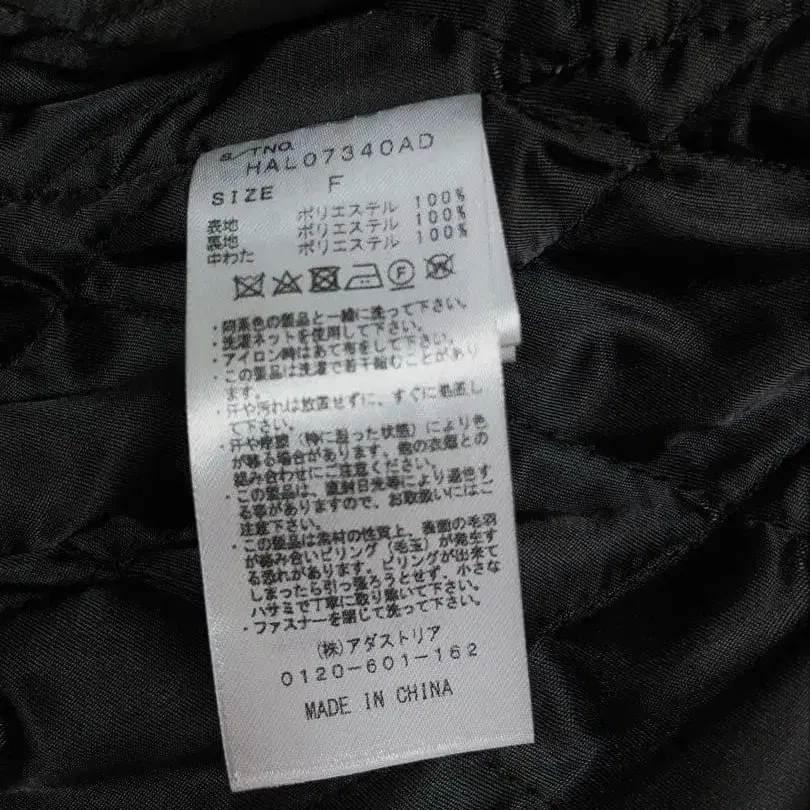 S/TNO.
HAL07340AD
SIZE F
表地 ポリエステル 100%
裏地 ポリエステル 100%
中わた ポリエステル 100%
・同系色の製品と一緒に洗って下さい。
・洗濯ネットを使用して下さい。
・アイロン時はあて布をして下さい。
・この製品は洗濯で若干縮むことがあり
ます。
・汗や汚れは放置せずに、すぐに処置し
て下さい。
・汗や摩擦(特に湿った状態)により色
が移る場合があります。他の衣服との
組み合わせにご注意ください。
・この製品は、直射日光等により退色す
る事がありますので、お取扱いにはご
注意下さい。
・この製品は素材の性質上、表面の毛羽
が絡み合いピリング(毛玉)が発生す
る恐れがあります。ピリングが出来て
しまったら引っ張ろうとせず、小さな
ハサミで丁寧に取り除いて下さい。
・ファスナーを閉じて洗って下さい。
(株)アダストリア
0120-601-162
MADE IN CHINA